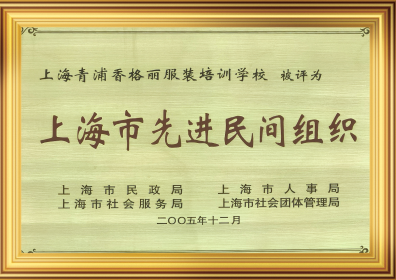 上海青浦香格丽服装培训学校 被评为
上海市先进民间组织
上海市民政局 上海市人事局
上海市社会服务局 上海市社会团体管理局
二〇〇五年十二月